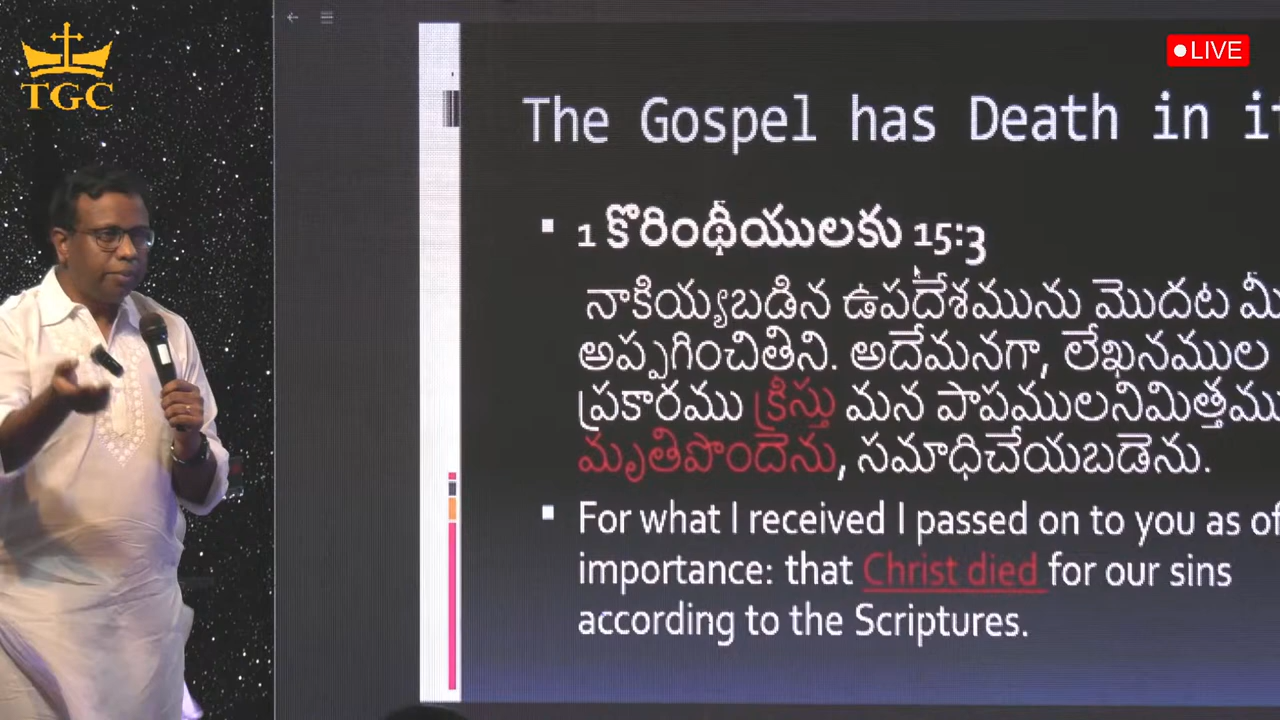 TGC
LIVE
The Gospel has Death in
1 కొరింథీయులకు 15:3
నాకియ్యబడిన ఉపదేశమును మొదట
అప్పగించితిని. అదేమనగా, లేఖనముల
ప్రకారము క్రీస్తు మన పాపములనిమిత్తము
మృతిపొందెను, సమాధిచేయబడెను.
For what I received I passed on to you as of
importance: that Christ died for our sins
according to the Scriptures.